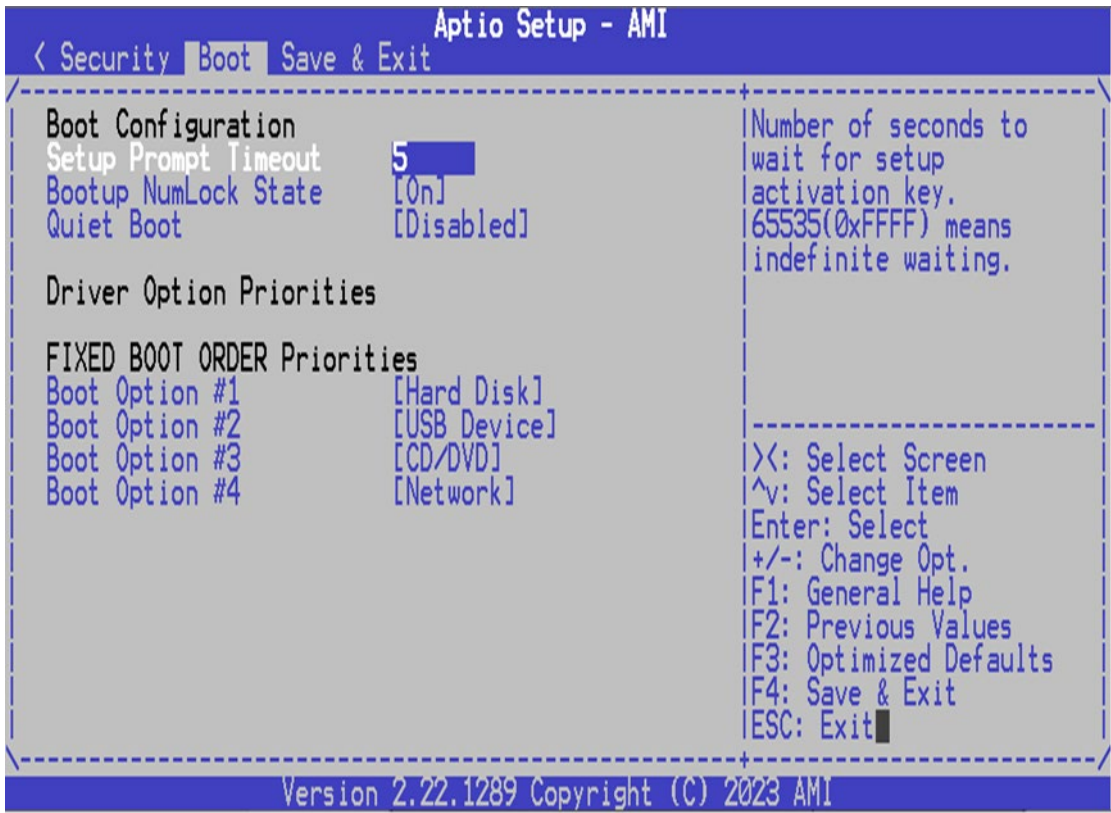 Aptio Setup - AMI
< Security Boot Save & Exit
Boot Configuration
Setup Prompt Timeout 5
Bootup NumLock State [On]
Quiet Boot [Disabled]
Driver Option Priorities
FIXED BOOT ORDER Priorities
Boot Option #1 [Hard Disk]
Boot Option #2 [USB Device]
Boot Option #3 [CD/DVD]
Boot Option #4 [Network]
Number of seconds to
wait for setup
activation key.
65535(0xFFFF) means
indefinite waiting.
><: Select Screen
^v: Select Item
Enter: Select
+/-: Change Opt.
F1: General Help
F2: Previous Values
F3: Optimized Defaults
F4: Save & Exit
ESC: Exit
Version 2.22.1289 Copyright (C) 2023 AMI